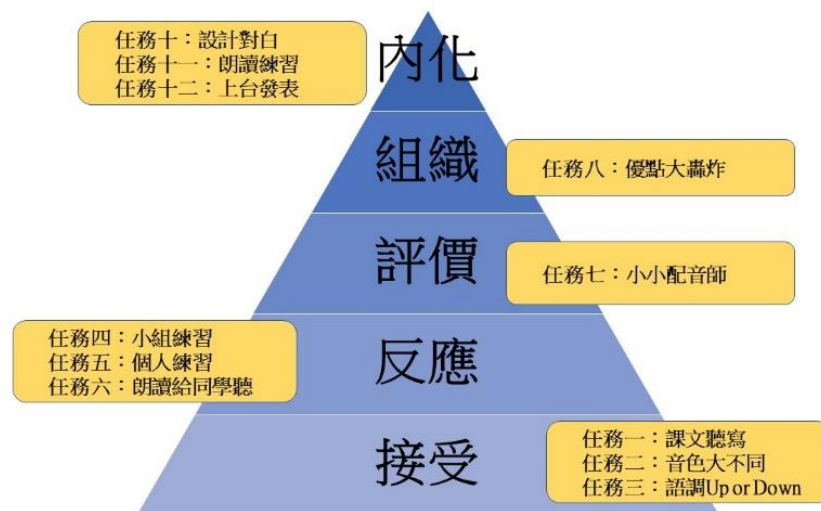 任務十：設計對白
任務十一：朗讀練習
任務十二：上台發表
內化
組織
任務八：優點大轟炸
評價
任務七：小小配音師
任務四：小組練習
任務五：個人練習
任務六：朗讀給同學聽
反應
接受
任務一：課文聽寫
任務二：音色大不同
任務三：語調Up or Down